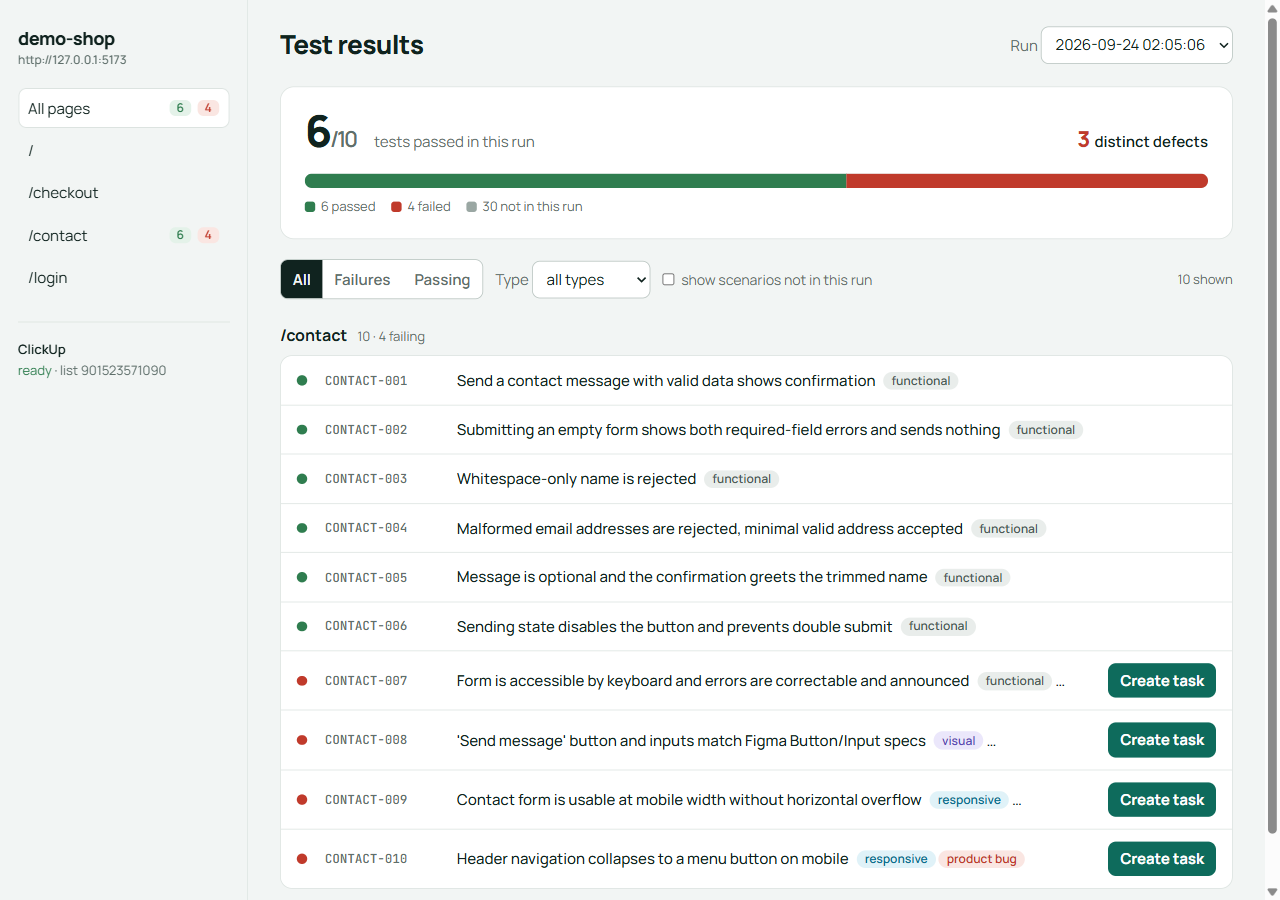 demo-shop
http://127.0.0.1:5173
All pages 6 4
/
/checkout
/contact 6 4
/login
ClickUp
ready · list 901523571090
Test results
Run 2026-09-24 02:05:06
6/10 tests passed in this run 3 distinct defects
6 passed 4 failed 30 not in this run
All Failures Passing Type all types show scenarios not in this run 10 shown
/contact 10 · 4 failing
CONTACT-001 Send a contact message with valid data shows confirmation functional
CONTACT-002 Submitting an empty form shows both required-field errors and sends nothing functional
CONTACT-003 Whitespace-only name is rejected functional
CONTACT-004 Malformed email addresses are rejected, minimal valid address accepted functional
CONTACT-005 Message is optional and the confirmation greets the trimmed name functional
CONTACT-006 Sending state disables the button and prevents double submit functional
CONTACT-007 Form is accessible by keyboard and errors are correctable and announced functional ... Create task
CONTACT-008 'Send message' button and inputs match Figma Button/Input specs visual ... Create task
CONTACT-009 Contact form is usable at mobile width without horizontal overflow responsive ... Create task
CONTACT-010 Header navigation collapses to a menu button on mobile responsive product bug Create task